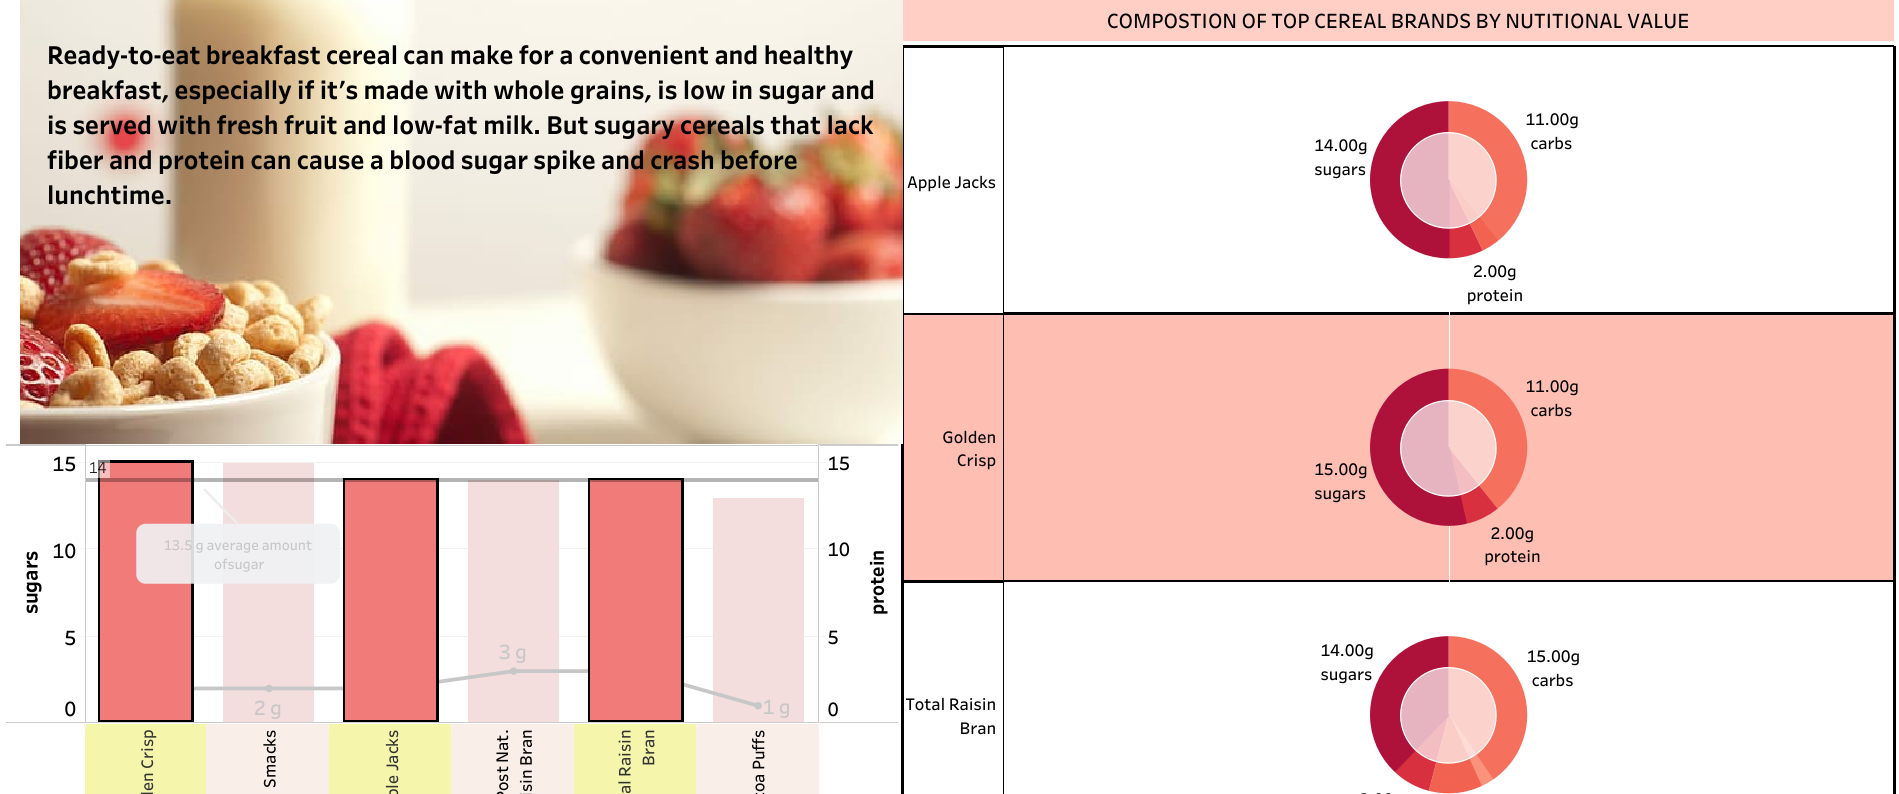 Ready-to-eat breakfast cereal can make for a convenient and healthy
breakfast, especially if it's made with whole grains, is low in sugar and
is served with fresh fruit and low-fat milk. But sugary cereals that lack
fiber and protein can cause a blood sugar spike and crash before
lunchtime.
15
14
10
5
0
sugars
13.5 g average amount
ofsugar
2 g
3 g
1 g
15
10
5
0
protein
den Crisp
Smacks
ple Jacks
Post Nat.
isin Bran
al Raisin
Bran
coa Puffs
COMPOSTION OF TOP CEREAL BRANDS BY NUTITIONAL VALUE
Apple Jacks
14.00g
sugars
11.00g
carbs
2.00g
protein
Golden
Crisp
11.00g
carbs
15.00g
sugars
2.00g
protein
Total Raisin
Bran
14.00g
sugars
15.00g
carbs